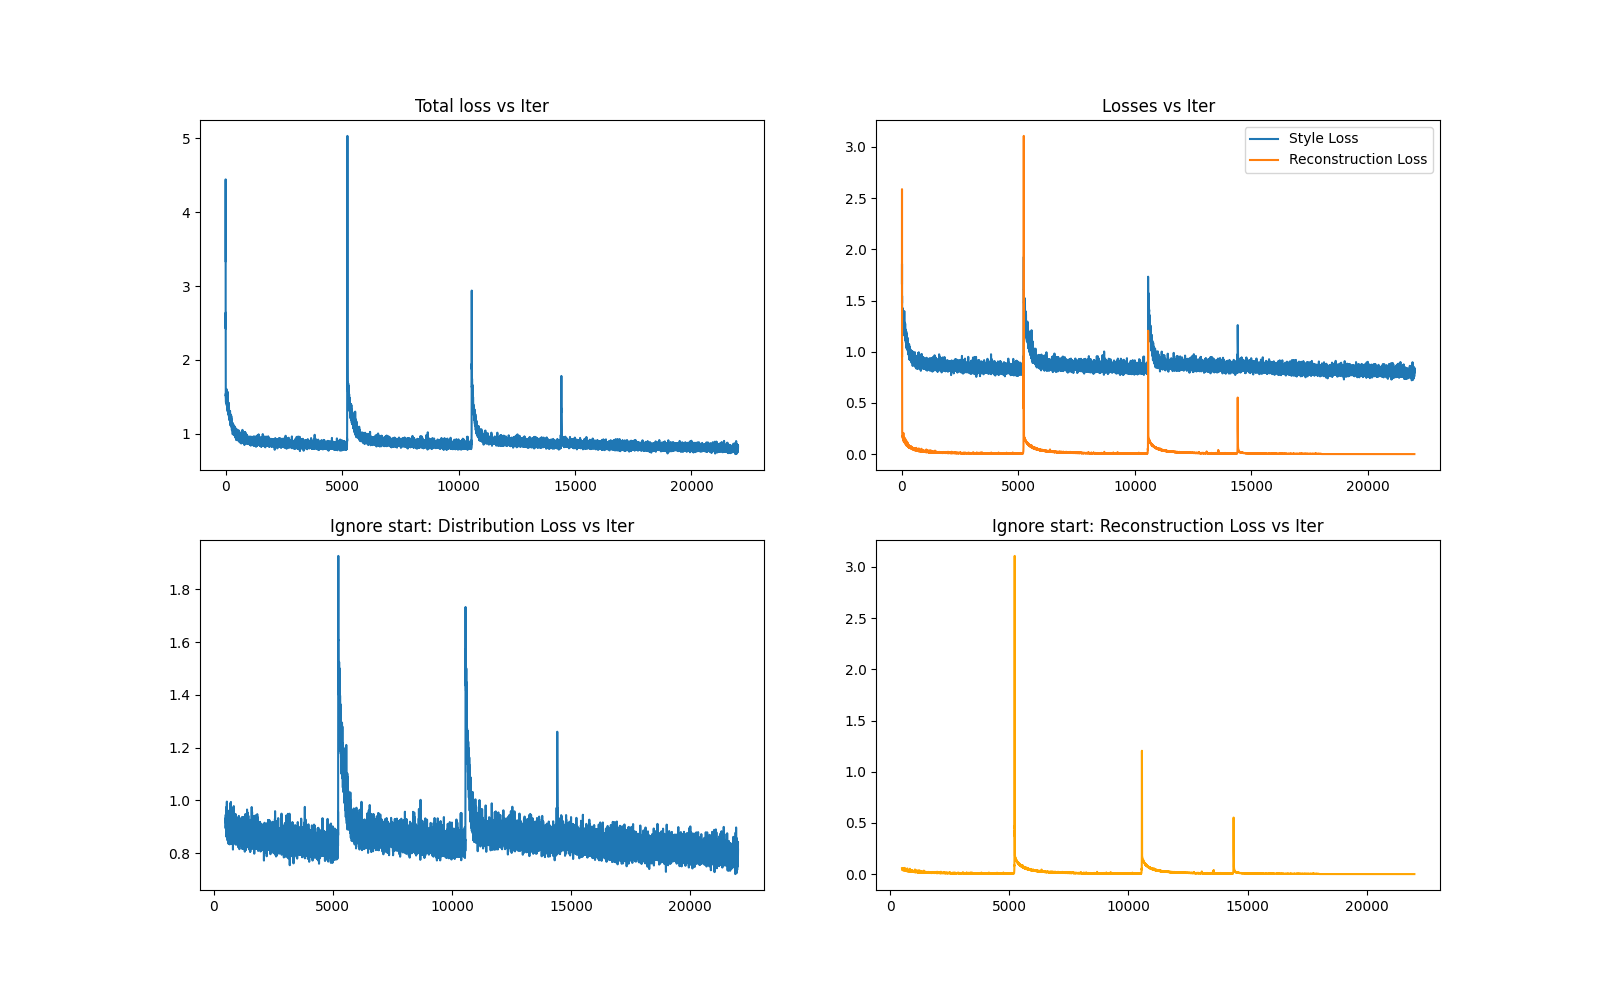 Total loss vs Iter
5
4
3
2
1
0 5000 10000 15000 20000
Losses vs Iter
Style Loss
Reconstruction Loss
3.0
2.5
2.0
1.5
1.0
0.5
0.0
0 5000 10000 15000 20000
Ignore start: Distribution Loss vs Iter
1.8
1.6
1.4
1.2
1.0
0.8
0 5000 10000 15000 20000
Ignore start: Reconstruction Loss vs Iter
3.0
2.5
2.0
1.5
1.0
0.5
0.0
0 5000 10000 15000 20000